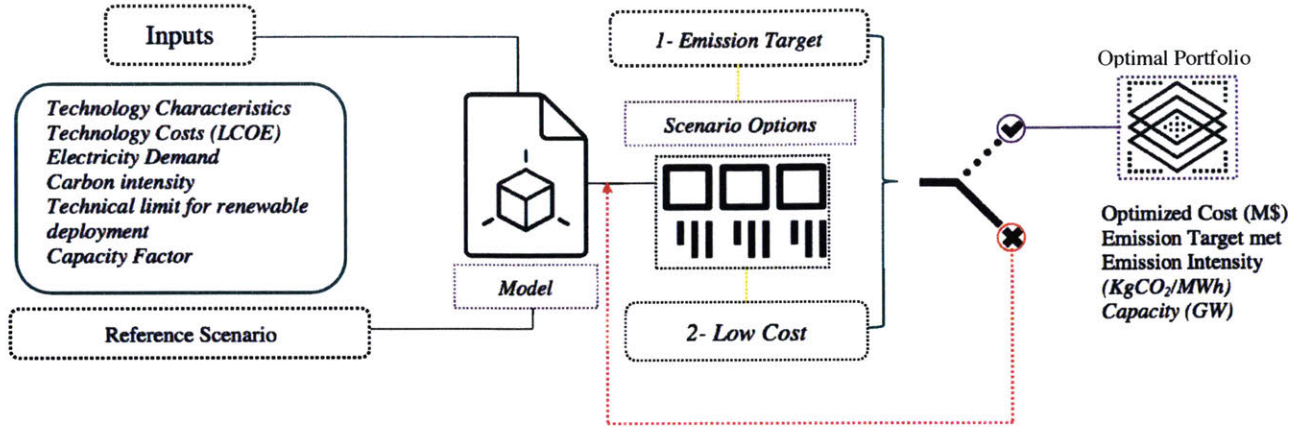 Inputs
Technology Characteristics
Technology Costs (LCOE)
Electricity Demand
Carbon intensity
Technical limit for renewable
deployment
Capacity Factor
Reference Scenario
Model
1- Emission Target
Scenario Options
2- Low Cost
Optimal Portfolio
Optimized Cost (M$)
Emission Target met
Emission Intensity
(KgCO₂/MWh)
Capacity (GW)